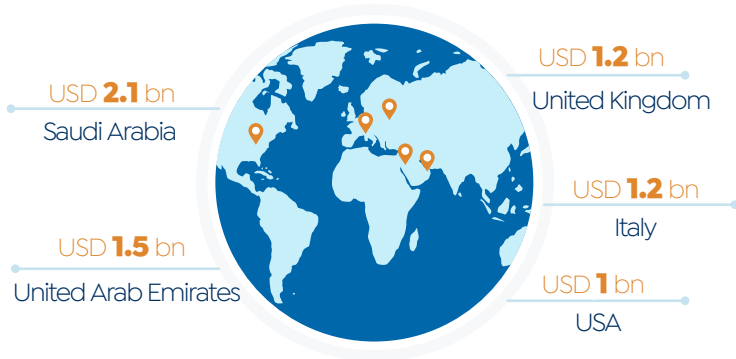 USD 2.1 bn
Saudi Arabia
USD 1.5 bn
United Arab Emirates
USD 1.2 bn
United Kingdom
USD 1.2 bn
Italy
USD 1 bn
USA